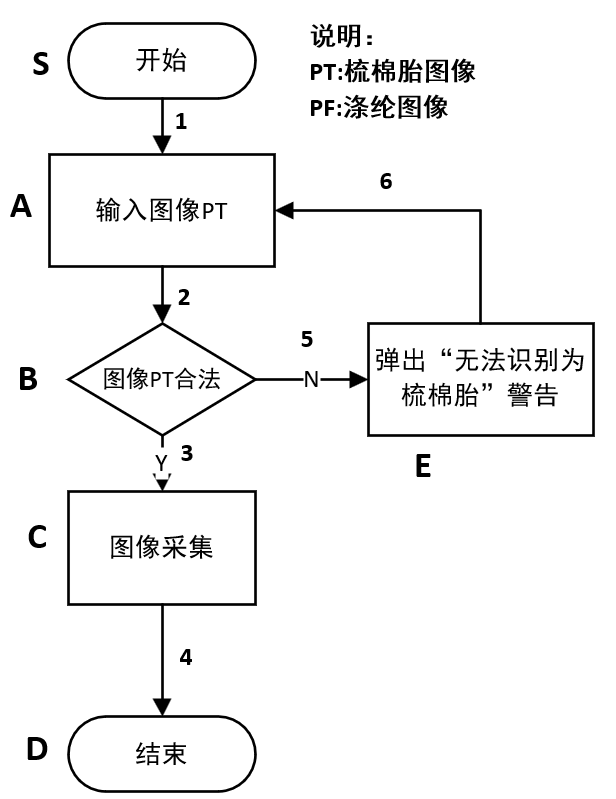 S
开始
说明：
PT:梳棉胎图像
PF:涤纶图像
1
A
输入图像PT
6
2
B
图像PT合法
5
N
弹出“无法识别为
梳棉胎”警告
E
Y
3
C
图像采集
4
D
结束